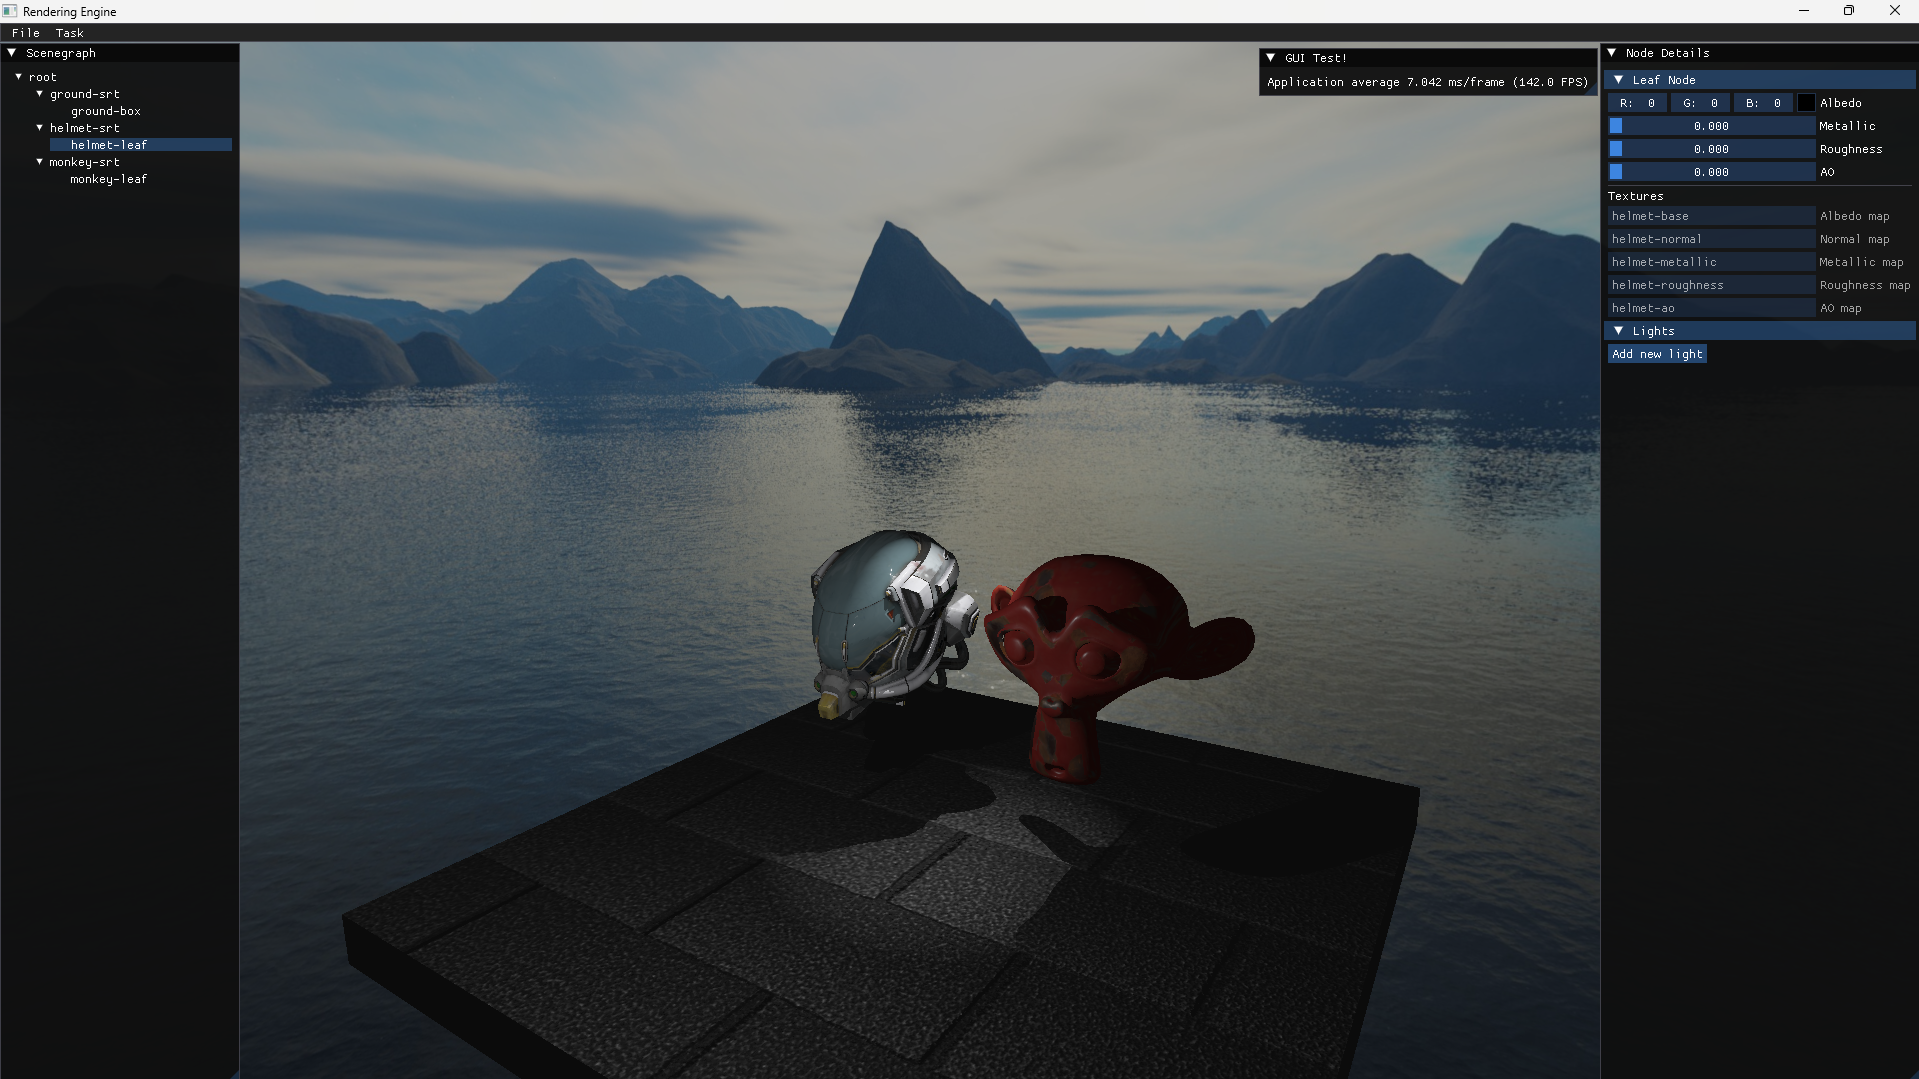 Rendering Engine
File Task
Scenegraph
root
ground-srt
ground-box
helmet-srt
helmet-leaf
monkey-srt
monkey-leaf
GUI Test!
Application average 7.042 ms/frame (142.0 FPS)
Node Details
Leaf Node
R: 0 G: 0 B: 0 Albedo
0.000 Metallic
0.000 Roughness
0.000 AO
Textures
helmet-base Albedo map
helmet-normal Normal map
helmet-metallic Metallic map
helmet-roughness Roughness map
helmet-ao AO map
Lights
Add new light